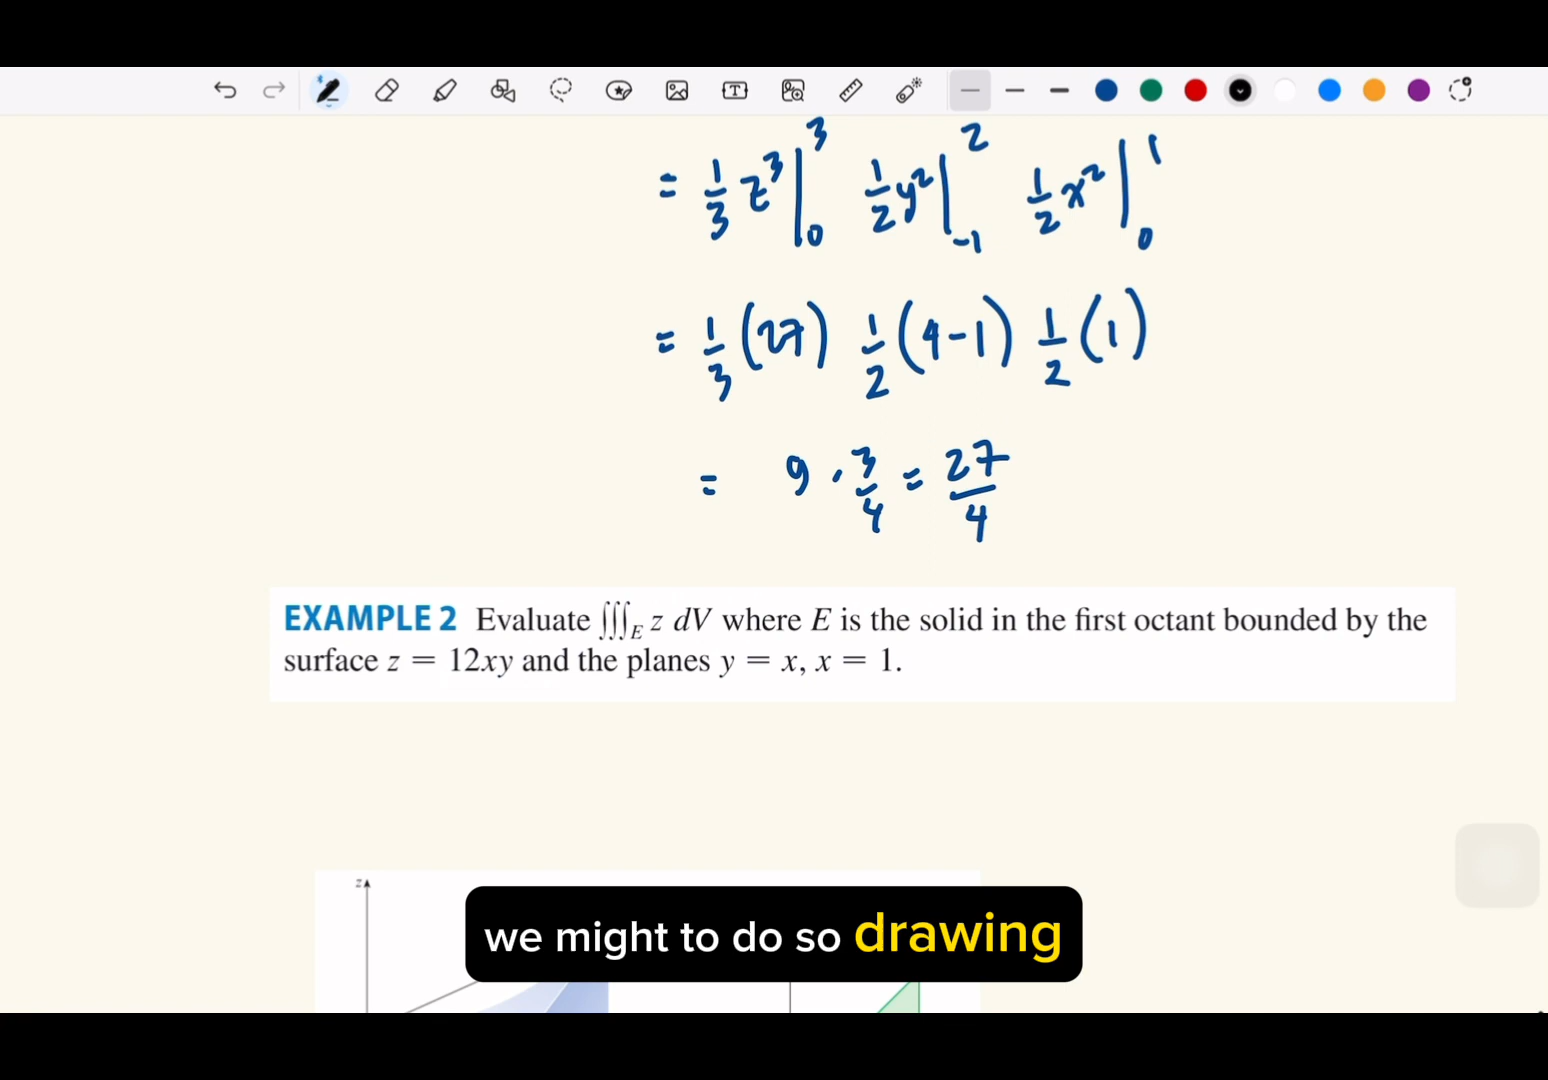 = 1/3 z³|₀³ 1/2 y²|₋₁² 1/2 x²|₀¹
= 1/3 (27) 1/2 (4-1) 1/2 (1)
= 9 · 3/4 = 27/4
EXAMPLE 2 Evaluate ∭_E z dV where E is the solid in the first octant bounded by the
surface z = 12xy and the planes y = x, x = 1.
z
we might to do so drawing